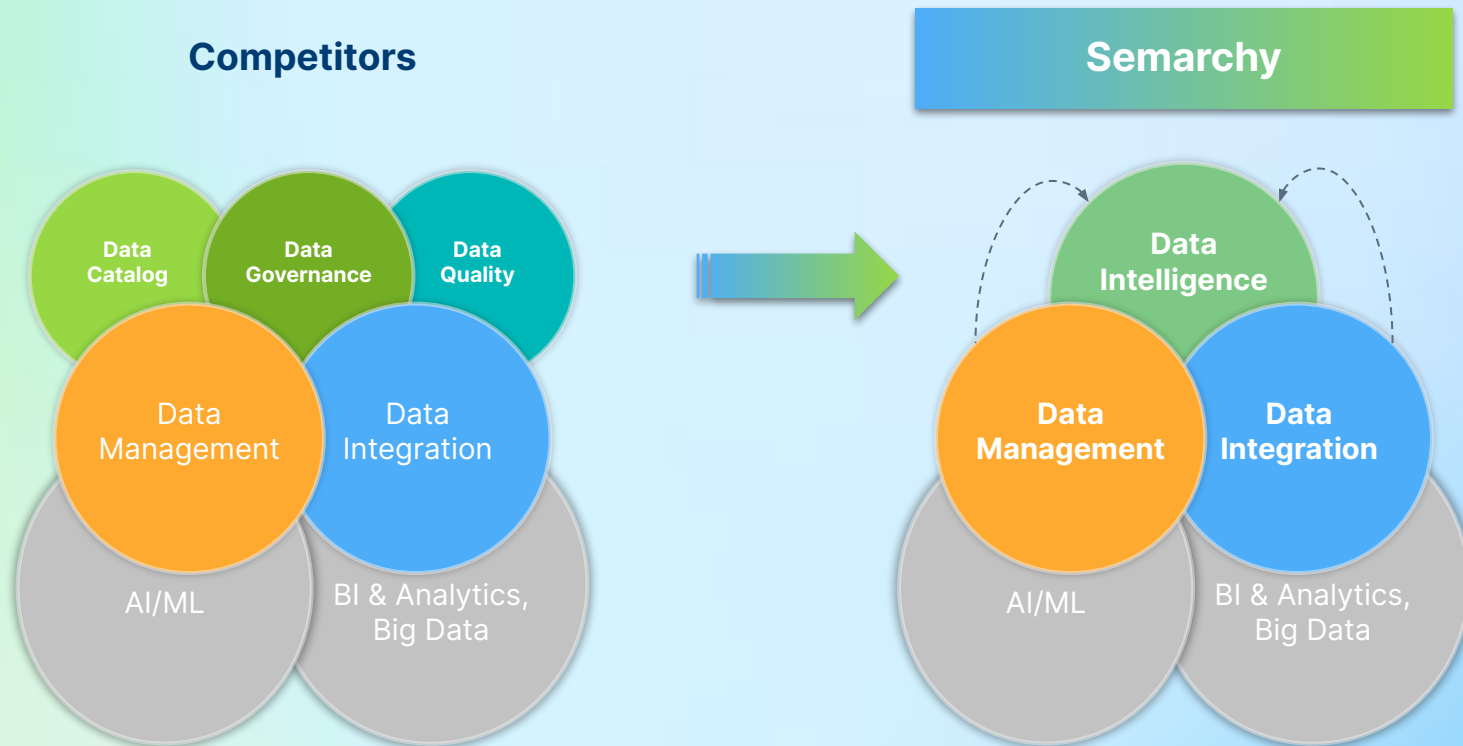 Competitors
Semarchy
Data
Catalog
Data
Governance
Data
Quality
Data
Management
Data
Integration
AI/ML
BI & Analytics,
Big Data
Data
Intelligence
Data
Management
Data
Integration
AI/ML
BI & Analytics,
Big Data